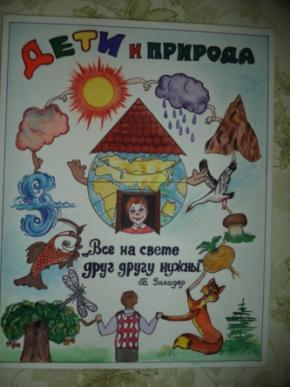 ДЕТИ И ПРИРОДА
„Все на свете
друг другу нужны"
Б. Заходер